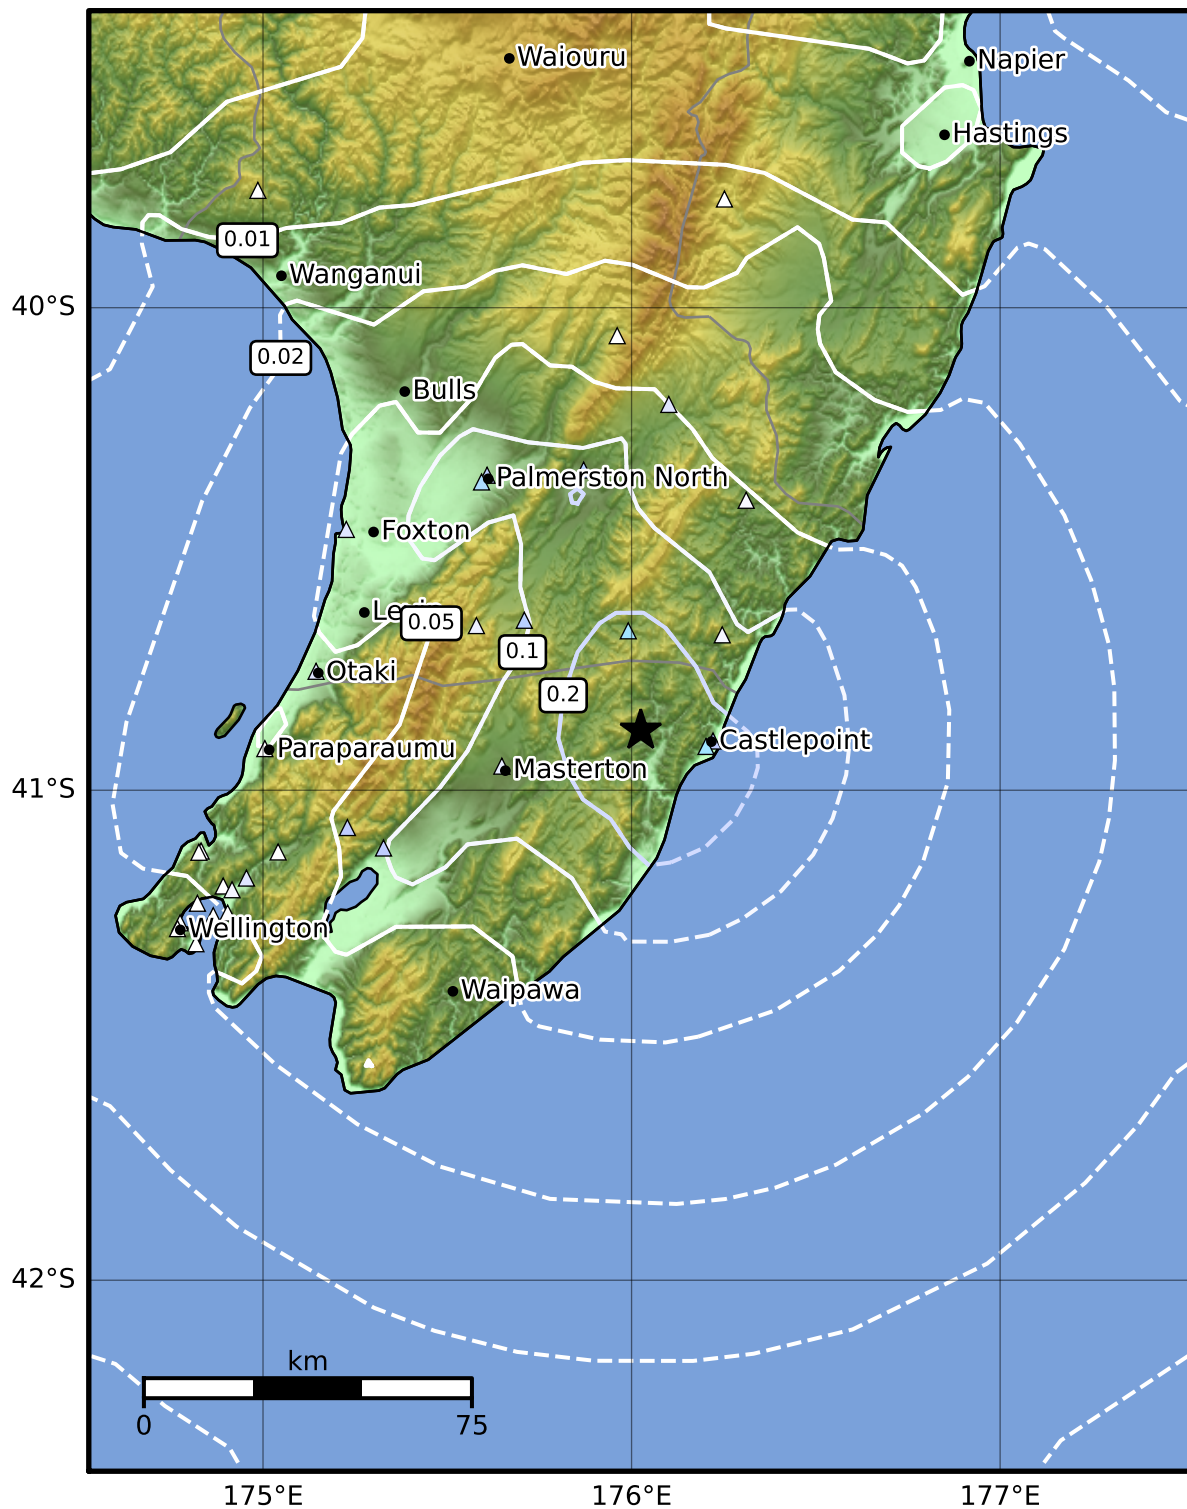 Waiouru
Napier
Hastings
0.01
Wanganui
40°S
0.02
Bulls
Palmerston North
Foxton
0.05
0.1
Otaki
0.2
Castlepoint
Paraparaumu
Masterton
41°S
Wellington
Waipawa
42°S
km
0
75
175°E
176°E
177°E